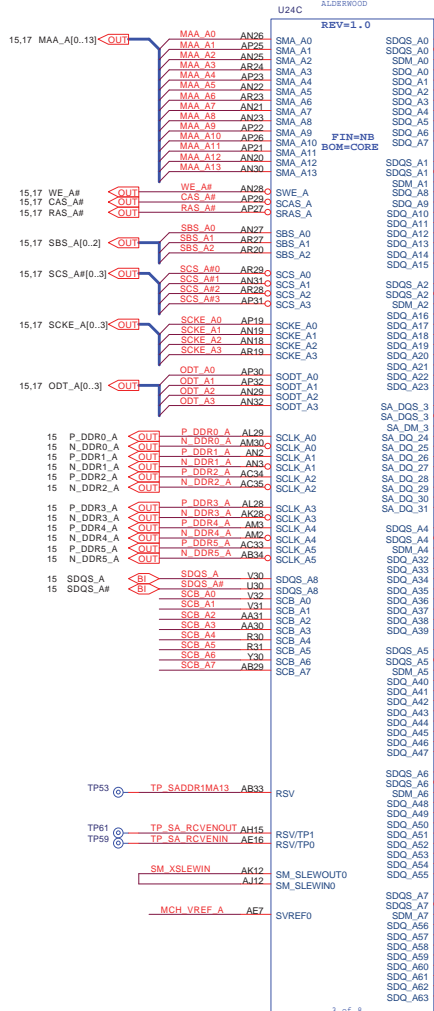 ALDERWOOD
U24C
REV=1.0
FIN=NB
BOM=CORE
15,17 MAA_A[0..13] OUT
MAA_A0 AN26 SMA_A0
MAA_A1 AP25 SMA_A1
MAA_A2 AN25 SMA_A2
MAA_A3 AR24 SMA_A3
MAA_A4 AP23 SMA_A4
MAA_A5 AN22 SMA_A5
MAA_A6 AR23 SMA_A6
MAA_A7 AN21 SMA_A7
MAA_A8 AN23 SMA_A8
MAA_A9 AP22 SMA_A9
MAA_A10 AP26 SMA_A10
MAA_A11 AP21 SMA_A11
MAA_A12 AN20 SMA_A12
MAA_A13 AN30 SMA_A13
15,17 WE_A# OUT WE_A# AN28 SWE_A
15,17 CAS_A# OUT CAS_A# AP29 SCAS_A
15,17 RAS_A# OUT RAS_A# AP27 SRAS_A
15,17 SBS_A[0..2] OUT
SBS_A0 AN27 SBS_A0
SBS_A1 AR27 SBS_A1
SBS_A2 AR20 SBS_A2
15,17 SCS_A#[0..3] OUT
SCS_A#0 AR29 SCS_A0
SCS_A#1 AN31 SCS_A1
SCS_A#2 AR28 SCS_A2
SCS_A#3 AP31 SCS_A3
15,17 SCKE_A[0..3] OUT
SCKE_A0 AP19 SCKE_A0
SCKE_A1 AN19 SCKE_A1
SCKE_A2 AN18 SCKE_A2
SCKE_A3 AR19 SCKE_A3
15,17 ODT_A[0..3] OUT
ODT_A0 AP30 SODT_A0
ODT_A1 AP32 SODT_A1
ODT_A2 AN29 SODT_A2
ODT_A3 AN32 SODT_A3
15 P_DDR0_A OUT P_DDR0_A AL29 SCLK_A0
15 N_DDR0_A OUT N_DDR0_A AM30 SCLK_A0
15 P_DDR1_A OUT P_DDR1_A AN2 SCLK_A1
15 N_DDR1_A OUT N_DDR1_A AN3 SCLK_A1
15 P_DDR2_A OUT P_DDR2_A AC34 SCLK_A2
15 N_DDR2_A OUT N_DDR2_A AC35 SCLK_A2
15 P_DDR3_A OUT P_DDR3_A AL28 SCLK_A3
15 N_DDR3_A OUT N_DDR3_A AK28 SCLK_A3
15 P_DDR4_A OUT P_DDR4_A AM3 SCLK_A4
15 N_DDR4_A OUT N_DDR4_A AM2 SCLK_A4
15 P_DDR5_A OUT P_DDR5_A AC33 SCLK_A5
15 N_DDR5_A OUT N_DDR5_A AB34 SCLK_A5
15 SDQS_A BI SDQS_A V30 SDQS_A8
15 SDQS_A# BI SDQS_A# U30 SDQS_A8
SCB_A0 V32 SCB_A0
SCB_A1 V31 SCB_A1
SCB_A2 AA31 SCB_A2
SCB_A3 AA30 SCB_A3
SCB_A4 R30 SCB_A4
SCB_A5 R31 SCB_A5
SCB_A6 Y30 SCB_A6
SCB_A7 AB29 SCB_A7
TP53 TP_SADDR1MA13 AB33 RSV
TP61 TP_SA_RCVENOUT AH15 RSV/TP1
TP59 TP_SA_RCVENIN AE16 RSV/TP0
SM_XSLEWIN AK12 SM_SLEWOUT0
AJ12 SM_SLEWIN0
MCH_VREF_A AE7 SVREF0
SDQS_A0
SDQS_A0
SDM_A0
SDQ_A0
SDQ_A1
SDQ_A2
SDQ_A3
SDQ_A4
SDQ_A5
SDQ_A6
SDQ_A7
SDQS_A1
SDQS_A1
SDM_A1
SDQ_A8
SDQ_A9
SDQ_A10
SDQ_A11
SDQ_A12
SDQ_A13
SDQ_A14
SDQ_A15
SDQS_A2
SDQS_A2
SDM_A2
SDQ_A16
SDQ_A17
SDQ_A18
SDQ_A19
SDQ_A20
SDQ_A21
SDQ_A22
SDQ_A23
SA_DQS_3
SA_DQS_3
SA_DM_3
SA_DQ_24
SA_DQ_25
SA_DQ_26
SA_DQ_27
SA_DQ_28
SA_DQ_29
SA_DQ_30
SA_DQ_31
SDQS_A4
SDQS_A4
SDM_A4
SDQ_A32
SDQ_A33
SDQ_A34
SDQ_A35
SDQ_A36
SDQ_A37
SDQ_A38
SDQ_A39
SDQS_A5
SDQS_A5
SDM_A5
SDQ_A40
SDQ_A41
SDQ_A42
SDQ_A43
SDQ_A44
SDQ_A45
SDQ_A46
SDQ_A47
SDQS_A6
SDQS_A6
SDM_A6
SDQ_A48
SDQ_A49
SDQ_A50
SDQ_A51
SDQ_A52
SDQ_A53
SDQ_A54
SDQ_A55
SDQS_A7
SDQS_A7
SDM_A7
SDQ_A56
SDQ_A57
SDQ_A58
SDQ_A59
SDQ_A60
SDQ_A61
SDQ_A62
SDQ_A63
3 of 8